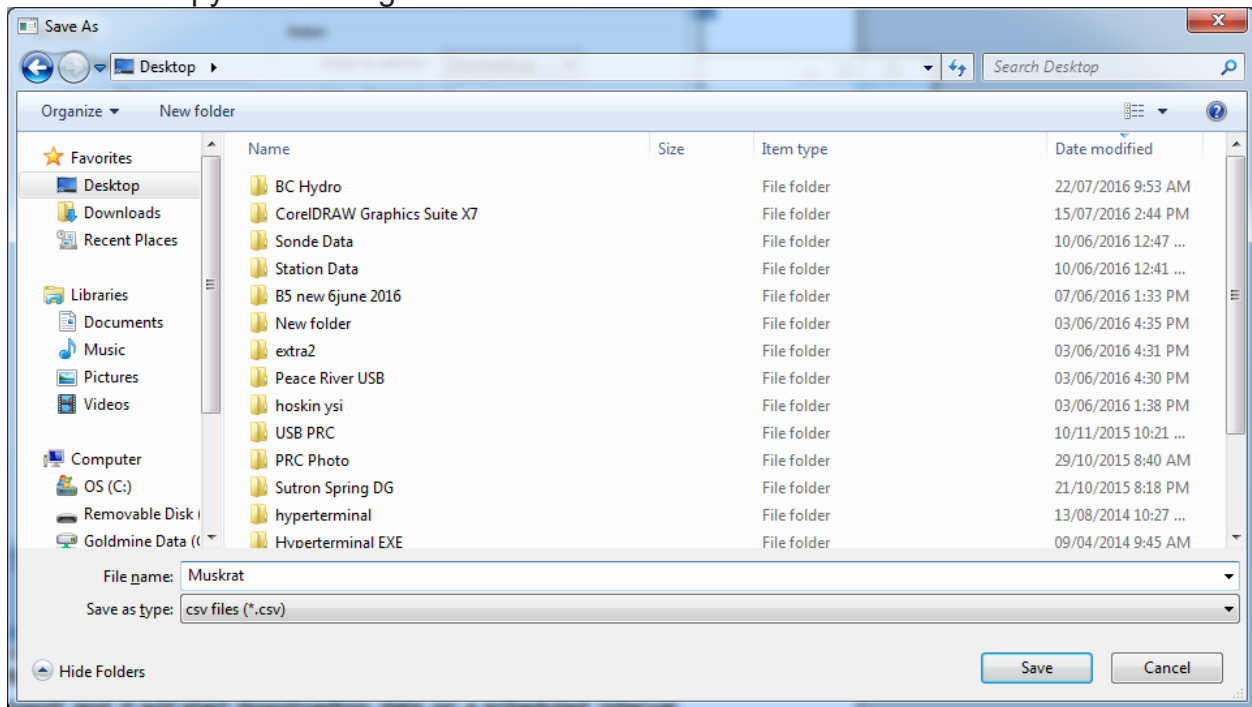 Save As
Desktop
Search Desktop
Organize New folder
Favorites
Desktop
Downloads
Recent Places
Libraries
Documents
Music
Pictures
Videos
Computer
OS (C:)
Removable Disk (
Goldmine Data (
Name Size Item type Date modified
BC Hydro File folder 22/07/2016 9:53 AM
CorelDRAW Graphics Suite X7 File folder 15/07/2016 2:44 PM
Sonde Data File folder 10/06/2016 12:47 ...
Station Data File folder 10/06/2016 12:41 ...
B5 new 6june 2016 File folder 07/06/2016 1:33 PM
New folder File folder 03/06/2016 4:35 PM
extra2 File folder 03/06/2016 4:31 PM
Peace River USB File folder 03/06/2016 4:30 PM
hoskin ysi File folder 03/06/2016 1:38 PM
USB PRC File folder 10/11/2015 10:21 ...
PRC Photo File folder 29/10/2015 8:40 AM
Sutron Spring DG File folder 21/10/2015 8:18 PM
hyperterminal File folder 13/08/2014 10:27 ...
Hyperterminal EXE File folder 09/04/2014 9:45 AM
File name: Muskrat
Save as type: csv files (*.csv)
Hide Folders
Save Cancel